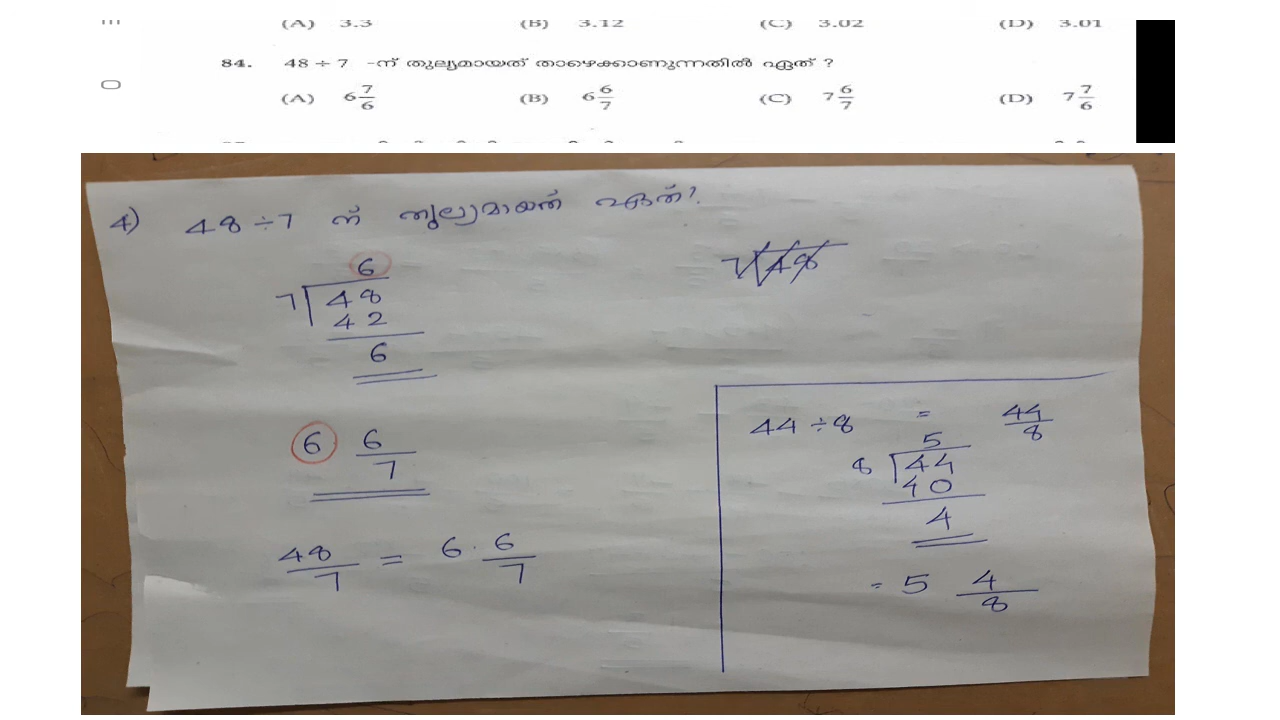 (A) 3.3 (B) 3.12 (C) 3.02 (D) 3.01
84. 48 ÷ 7 -ന് തുല്യമായത് താഴെക്കാണുന്നതിൽ ഏത് ?
(A) 6 7/6 (B) 6 6/7 (C) 7 6/7 (D) 7 7/6
4) 48 ÷ 7 ന് തുല്യമായത് ഏത്?
6
7 48
42
6
6 6/7
48/7 = 6 6/7
7 48
44 ÷ 8 = 44/8
5
8 44
40
4
= 5 4/8